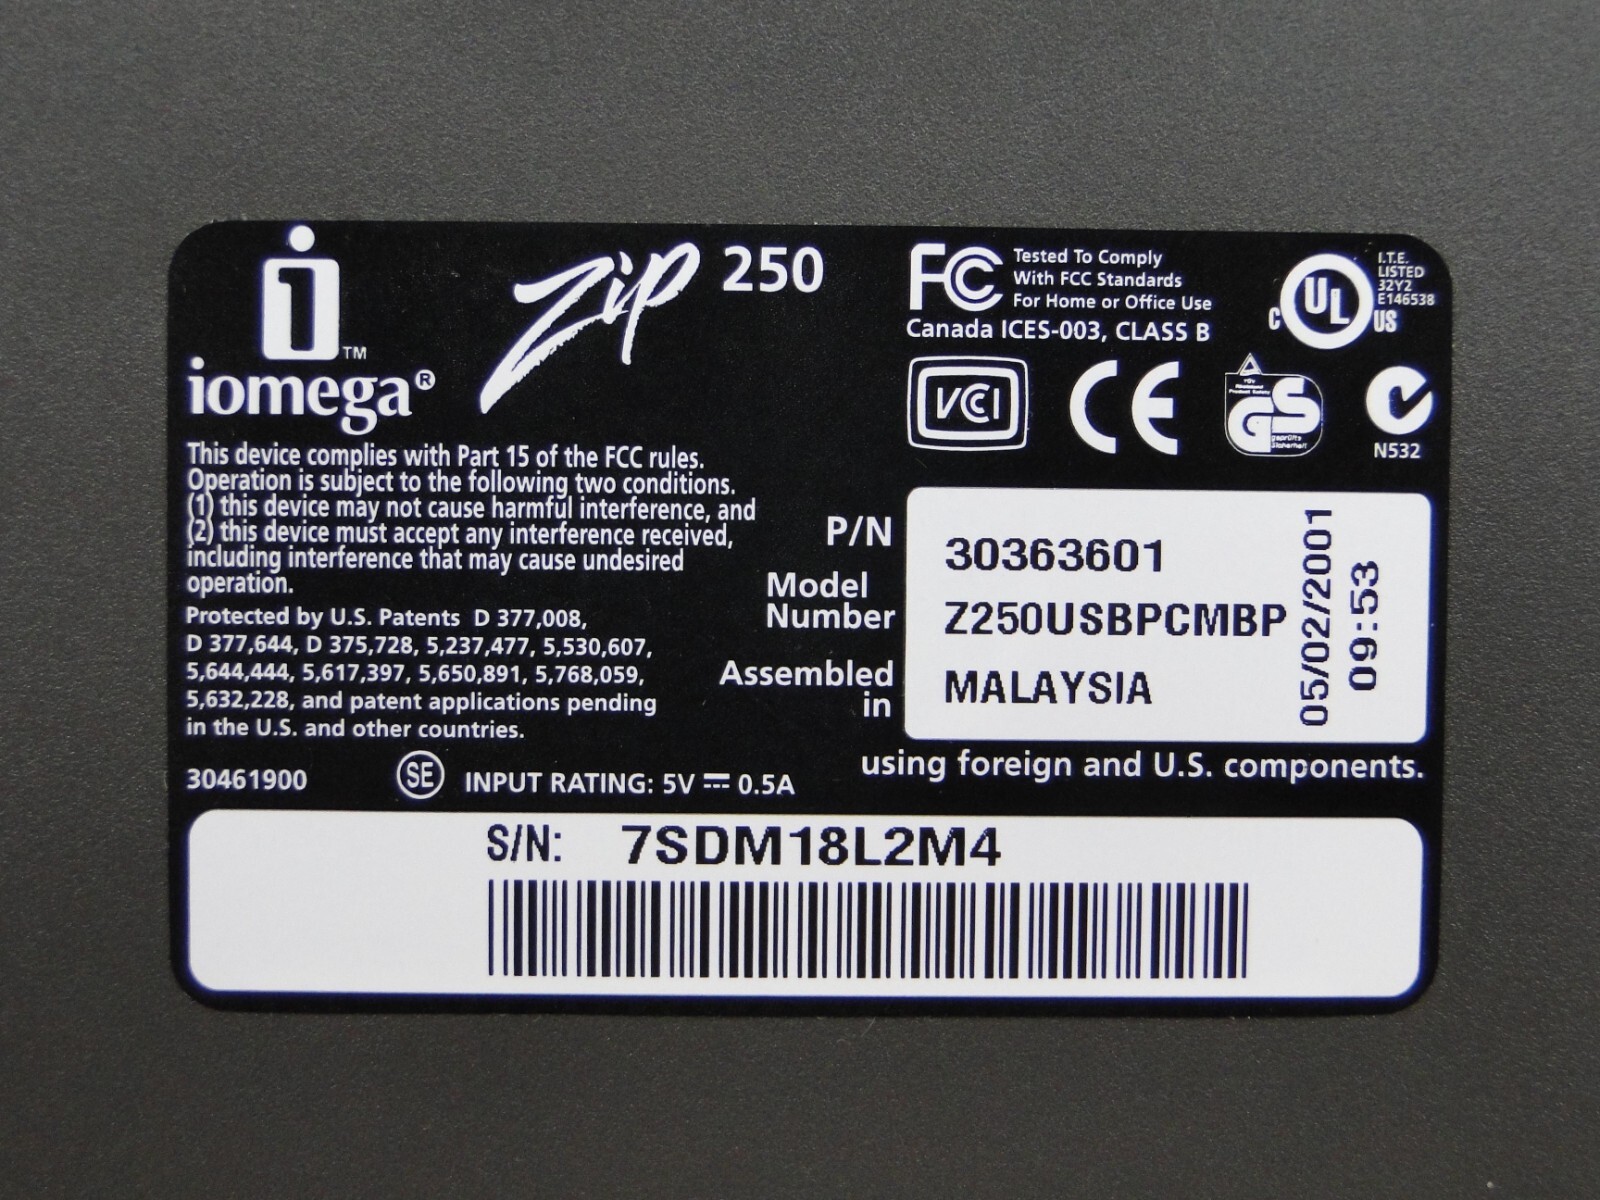 iomega®
TM
Zip 250
FC Tested To Comply
With FCC Standards
For Home or Office Use
Canada ICES-003, CLASS B
C UL US
I.T.E.
LISTED
32Y2
E146538
VCI
CE
GS
geprüfte
Sicherheit
N532
This device complies with Part 15 of the FCC rules.
Operation is subject to the following two conditions.
(1) this device may not cause harmful interference, and
(2) this device must accept any interference received,
including interference that may cause undesired
operation.
Protected by U.S. Patents D 377,008,
D 377,644, D 375,728, 5,237,477, 5,530,607,
5,644,444, 5,617,397, 5,650,891, 5,768,059,
5,632,228, and patent applications pending
in the U.S. and other countries.
30461900
SE
INPUT RATING: 5V ⎓ 0.5A
P/N 30363601
Model
Number Z250USBPCMBP
Assembled
in MALAYSIA
05/02/2001
09:53
using foreign and U.S. components.
S/N: 7SDM18L2M4